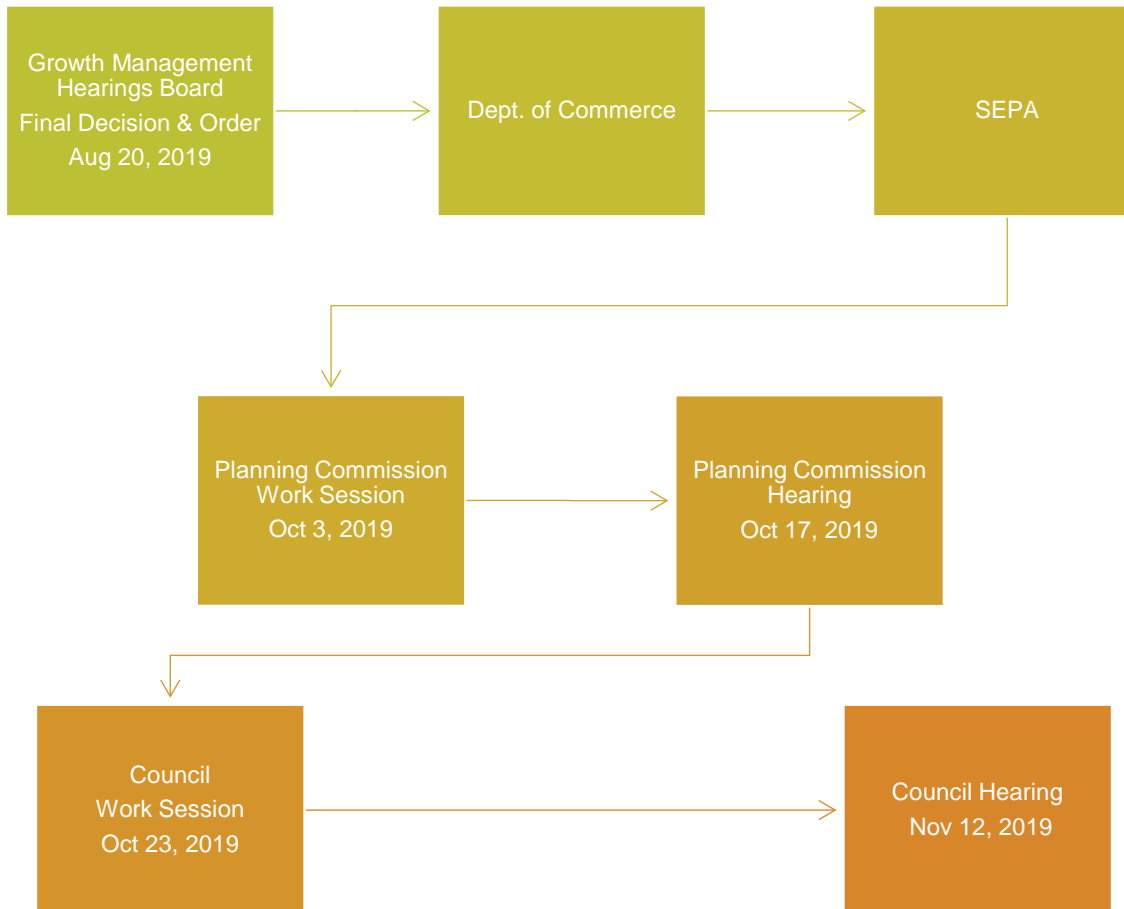 Growth Management
Hearings Board
Final Decision & Order
Aug 20, 2019
Dept. of Commerce
SEPA
Planning Commission
Work Session
Oct 3, 2019
Planning Commission
Hearing
Oct 17, 2019
Council
Work Session
Oct 23, 2019
Council Hearing
Nov 12, 2019